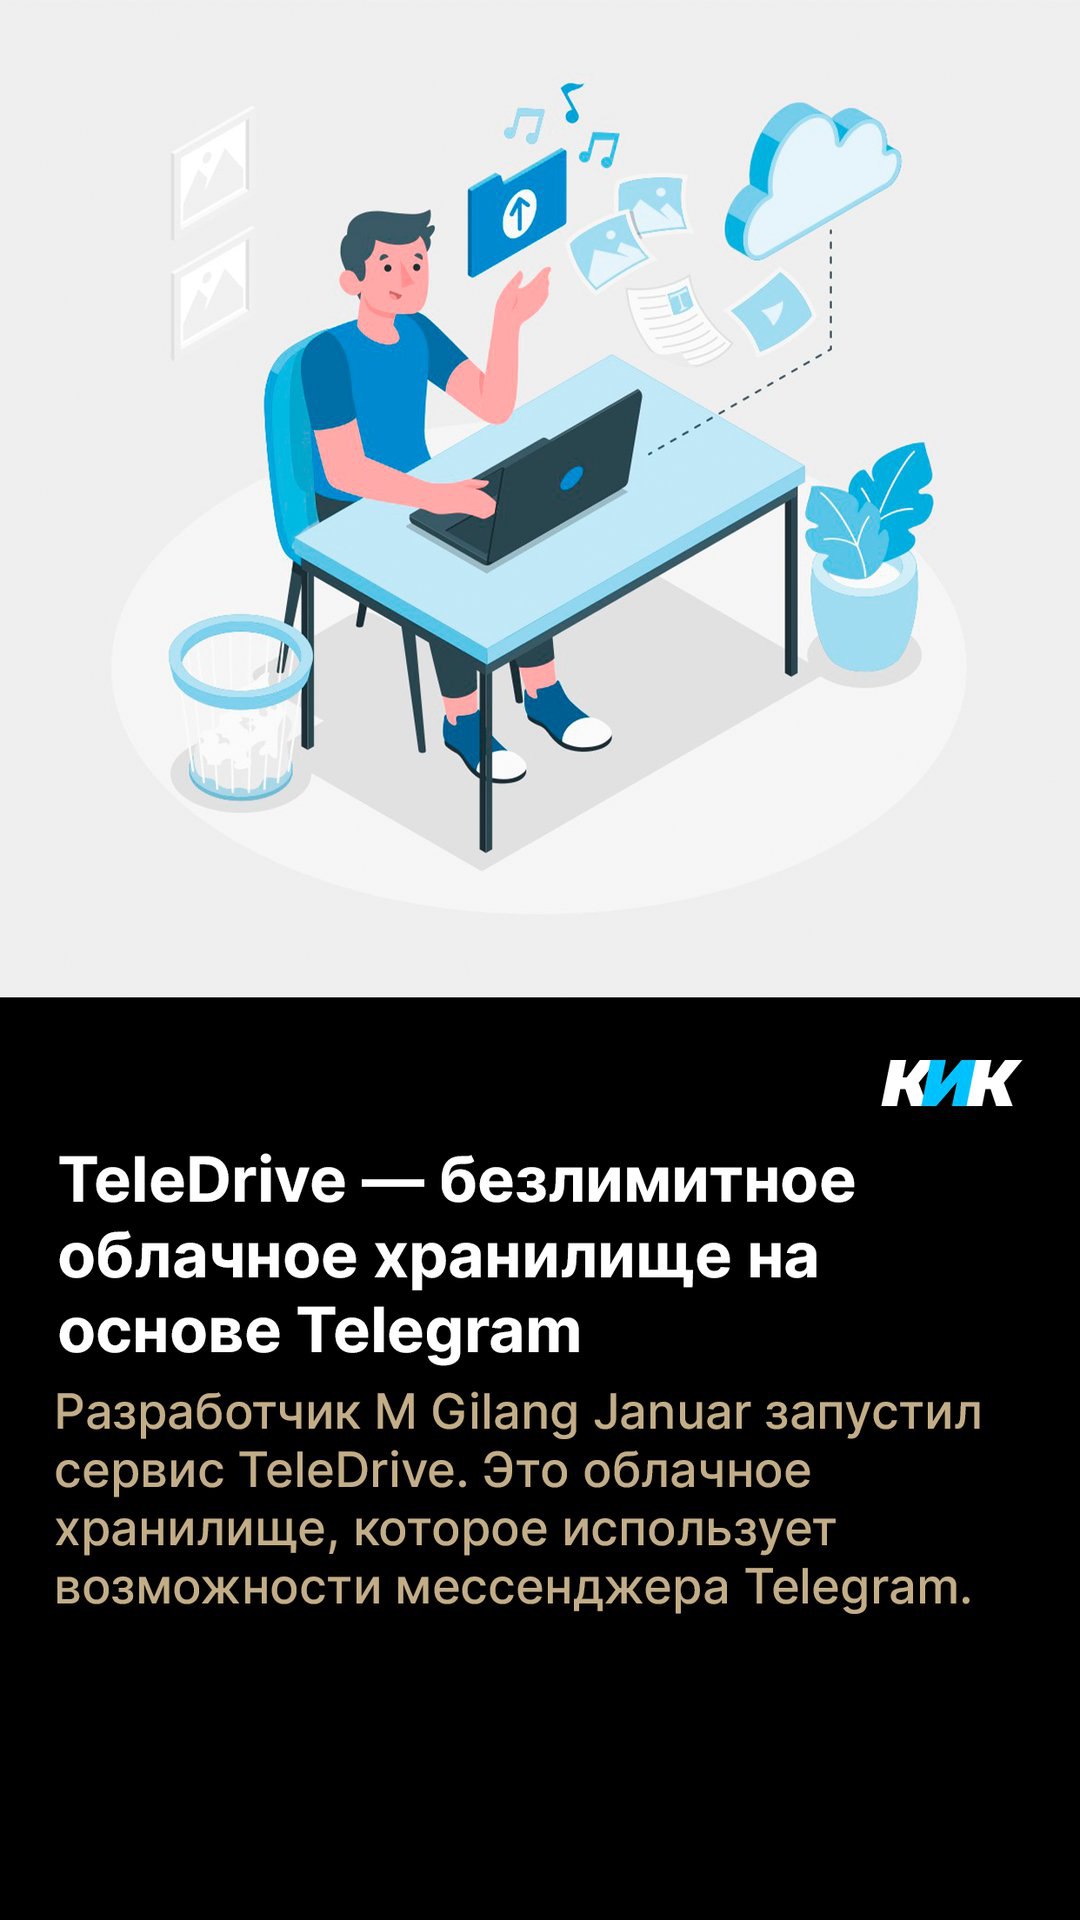 КИК
TeleDrive — безлимитное
облачное хранилище на
основе Telegram
Разработчик M Gilang Januar запустил
сервис TeleDrive. Это облачное
хранилище, которое использует
возможности мессенджера Telegram.